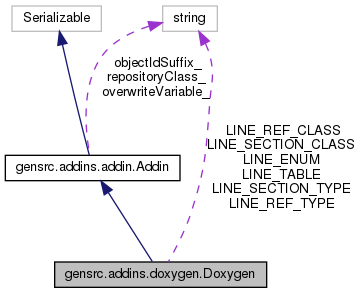 Serializable
string
objectIdSuffix_
repositoryClass_
overwriteVariable_
LINE_REF_CLASS
LINE_SECTION_CLASS
LINE_ENUM
LINE_TABLE
LINE_SECTION_TYPE
LINE_REF_TYPE
gensrc.addins.addin.Addin
gensrc.addins.doxygen.Doxygen